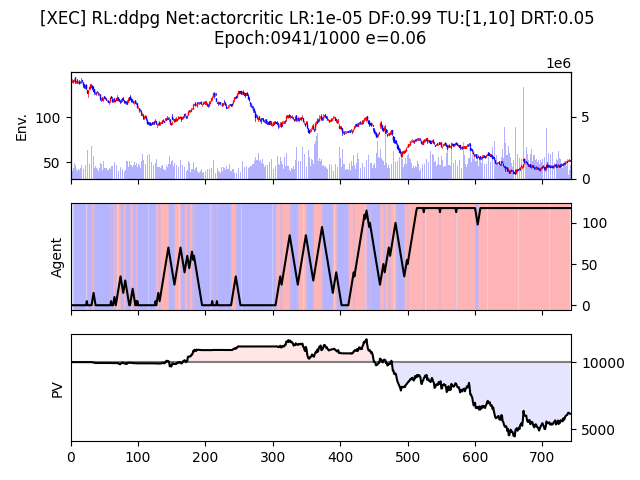 [XEC] RL:ddpg Net:actorcritic LR:1e-05 DF:0.99 TU:[1,10] DRT:0.05
Epoch:0941/1000 e=0.06
1e6
Env.
100
50
5
0
Agent
100
50
0
PV
10000
5000
0 100 200 300 400 500 600 700